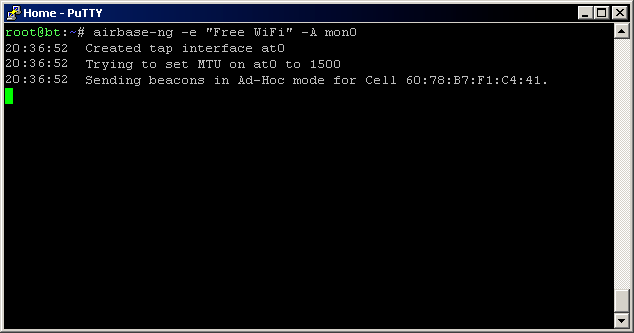 Home - PuTTY
root@bt:~# airbase-ng -e "Free WiFi" -A mon0
20:36:52  Created tap interface at0
20:36:52  Trying to set MTU on at0 to 1500
20:36:52  Sending beacons in Ad-Hoc mode for Cell 60:78:B7:F1:C4:41.